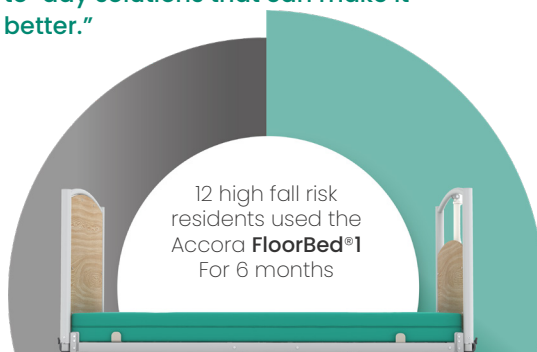 to-day solutions that can make it
better.”
12 high fall risk
residents used the
Accora FloorBed®1
For 6 months